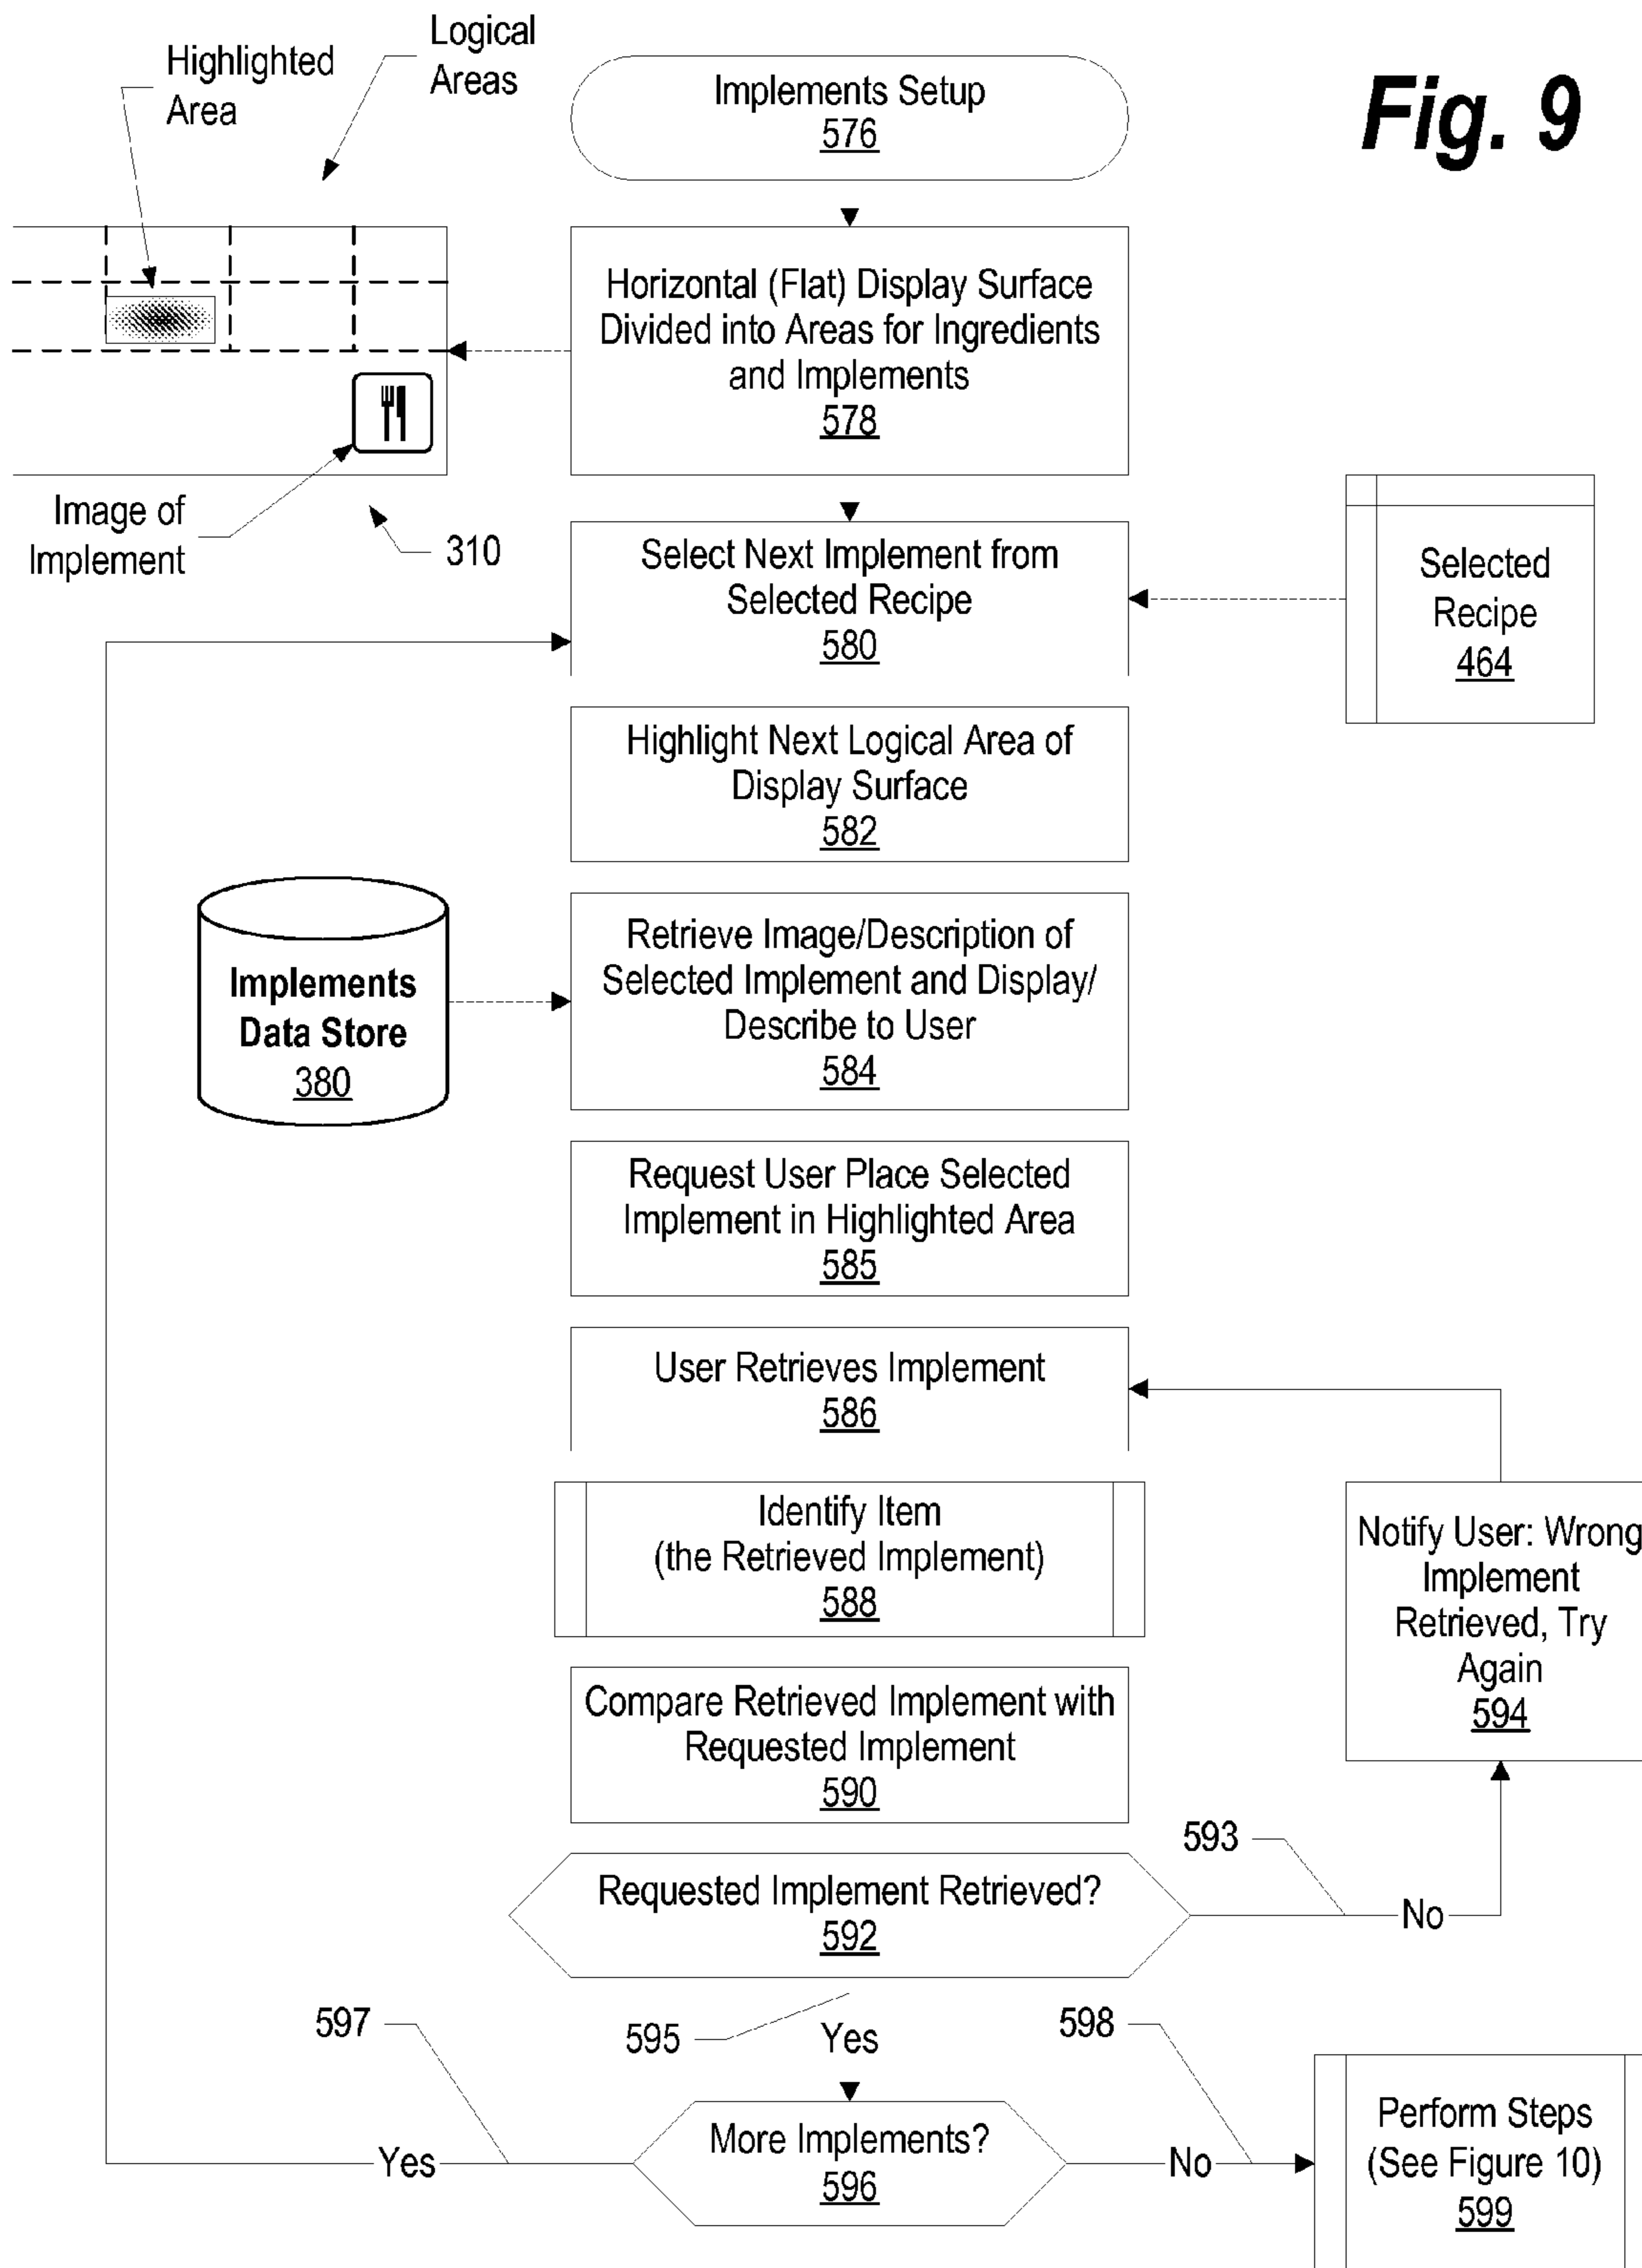 Fig. 9
Highlighted
Area
Logical
Areas
Implements Setup
576
Horizontal (Flat) Display Surface
Divided into Areas for Ingredients
and Implements
578
Image of
Implement
310
Select Next Implement from
Selected Recipe
580
Selected
Recipe
464
Highlight Next Logical Area of
Display Surface
582
Implements
Data Store
380
Retrieve Image/Description of
Selected Implement and Display/
Describe to User
584
Request User Place Selected
Implement in Highlighted Area
585
User Retrieves Implement
586
Identify Item
(the Retrieved Implement)
588
Notify User: Wrong
Implement
Retrieved, Try
Again
594
Compare Retrieved Implement with
Requested Implement
590
593
Requested Implement Retrieved?
592
No
597
595
Yes
598
More Implements?
596
Yes
No
Perform Steps
(See Figure 10)
599